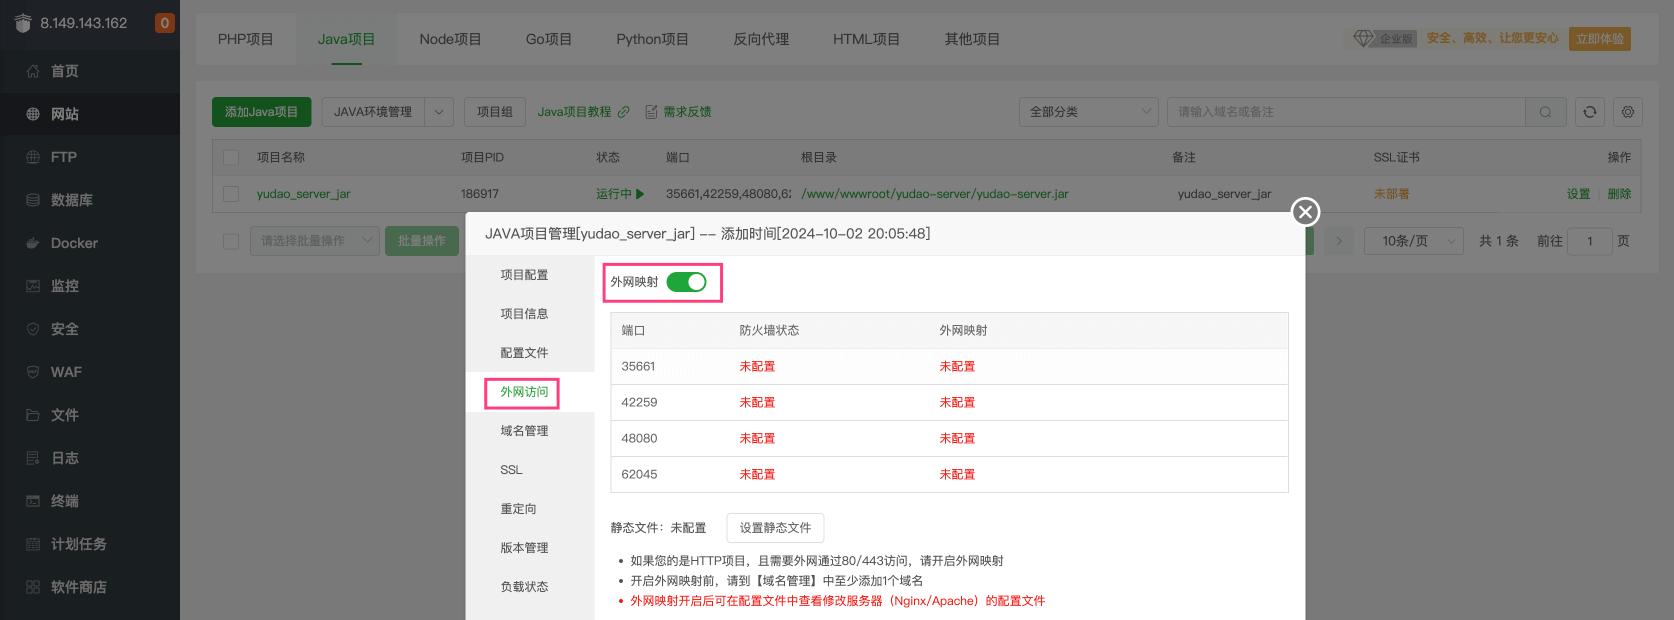 8.149.143.162 0
首页
网站
FTP
数据库
Docker
监控
安全
WAF
文件
日志
终端
计划任务
软件商店
PHP项目 Java项目 Node项目 Go项目 Python项目 反向代理 HTML项目 其他项目 企业版 安全、高效、让您更安心 立即体验
添加Java项目 JAVA环境管理 项目组 Java项目教程 需求反馈 全部分类 请输入域名或备注
项目名称 项目PID 状态 端口 根目录 备注 SSL证书 操作
yudao_server_jar 186917 运行中 35661,42259,48080,62 /www/wwwroot/yudao-server/yudao-server.jar yudao_server_jar 未部署 设置 删除
请选择批量操作 批量操作 10条/页 共 1 条 前往 1 页
JAVA项目管理[yudao_server_jar] -- 添加时间[2024-10-02 20:05:48]
项目配置
项目信息
配置文件
外网访问
域名管理
SSL
重定向
版本管理
负载状态
外网映射
端口 防火墙状态 外网映射
35661 未配置 未配置
42259 未配置 未配置
48080 未配置 未配置
62045 未配置 未配置
静态文件：未配置 设置静态文件
• 如果您的是HTTP项目，且需要外网通过80/443访问，请开启外网映射
• 开启外网映射前，请到【域名管理】中至少添加1个域名
• 外网映射开启后可在配置文件中查看修改服务器（Nginx/Apache）的配置文件